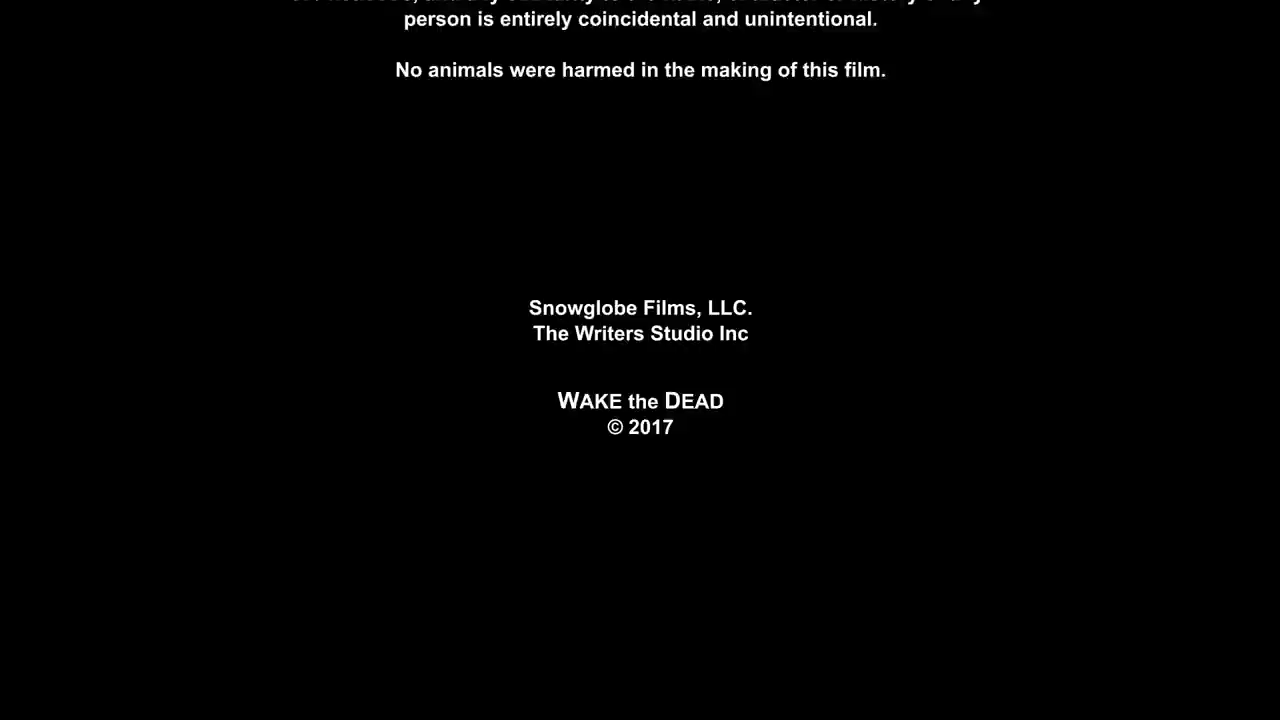 person is entirely coincidental and unintentional.
No animals were harmed in the making of this film.
Snowglobe Films, LLC.
The Writers Studio Inc
WAKE the DEAD
© 2017